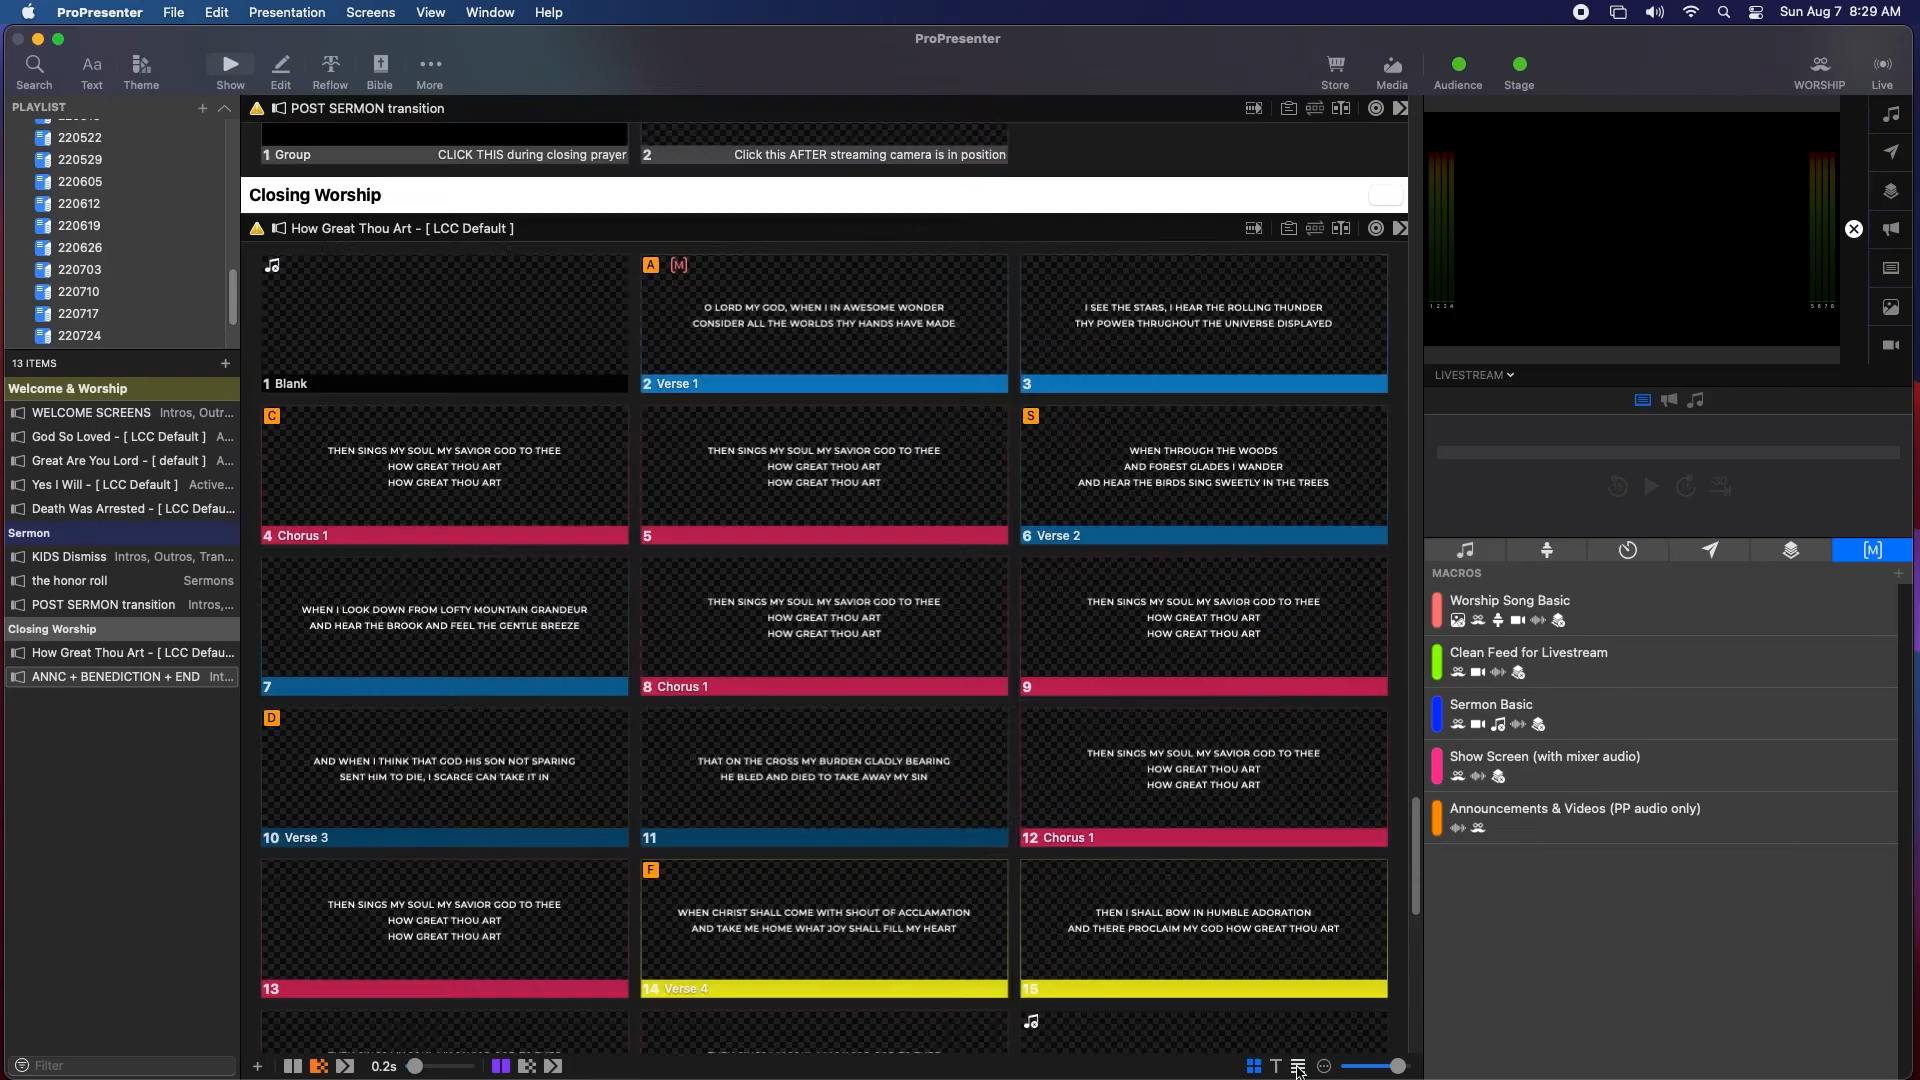 ProPresenter File Edit Presentation Screens View Window Help
Sun Aug 7 8:29 AM
ProPresenter
Search Text Theme Show Edit Reflow Bible More Store Media Audience Stage WORSHIP Live
PLAYLIST
220522
220529
220605
220612
220619
220626
220703
220710
220717
220724
13 ITEMS
Welcome & Worship
WELCOME SCREENS Intros, Outr...
God So Loved - [ LCC Default ] A...
Great Are You Lord - [ default ] A...
Yes I Will - [ LCC Default ] Active...
Death Was Arrested - [ LCC Defau...
Sermon
KIDS Dismiss Intros, Outros, Tran...
the honor roll Sermons
POST SERMON transition Intros,...
Closing Worship
How Great Thou Art - [ LCC Defau...
ANNC + BENEDICTION + END Int...
Filter
POST SERMON transition
1 Group CLICK THIS during closing prayer
2 Click this AFTER streaming camera is in position
Closing Worship
How Great Thou Art - [ LCC Default ]
1 Blank
A [M]
O LORD MY GOD, WHEN I IN AWESOME WONDER
CONSIDER ALL THE WORLDS THY HANDS HAVE MADE
2 Verse 1
I SEE THE STARS, I HEAR THE ROLLING THUNDER
THY POWER THRUGHOUT THE UNIVERSE DISPLAYED
3
C
THEN SINGS MY SOUL MY SAVIOR GOD TO THEE
HOW GREAT THOU ART
HOW GREAT THOU ART
4 Chorus 1
THEN SINGS MY SOUL MY SAVIOR GOD TO THEE
HOW GREAT THOU ART
HOW GREAT THOU ART
5
S
WHEN THROUGH THE WOODS
AND FOREST GLADES I WANDER
AND HEAR THE BIRDS SING SWEETLY IN THE TREES
6 Verse 2
WHEN I LOOK DOWN FROM LOFTY MOUNTAIN GRANDEUR
AND HEAR THE BROOK AND FEEL THE GENTLE BREEZE
7
THEN SINGS MY SOUL MY SAVIOR GOD TO THEE
HOW GREAT THOU ART
HOW GREAT THOU ART
8 Chorus 1
THEN SINGS MY SOUL MY SAVIOR GOD TO THEE
HOW GREAT THOU ART
HOW GREAT THOU ART
9
D
AND WHEN I THINK THAT GOD HIS SON NOT SPARING
SENT HIM TO DIE, I SCARCE CAN TAKE IT IN
10 Verse 3
THAT ON THE CROSS MY BURDEN GLADLY BEARING
HE BLED AND DIED TO TAKE AWAY MY SIN
11
THEN SINGS MY SOUL MY SAVIOR GOD TO THEE
HOW GREAT THOU ART
HOW GREAT THOU ART
12 Chorus 1
THEN SINGS MY SOUL MY SAVIOR GOD TO THEE
HOW GREAT THOU ART
HOW GREAT THOU ART
13
F
WHEN CHRIST SHALL COME WITH SHOUT OF ACCLAMATION
AND TAKE ME HOME WHAT JOY SHALL FILL MY HEART
14 Verse 4
THEN I SHALL BOW IN HUMBLE ADORATION
AND THERE PROCLAIM MY GOD HOW GREAT THOU ART
15
0.2s
1 2 3 4
5 6 7 8
LIVESTREAM
[M]
MACROS
Worship Song Basic
Clean Feed for Livestream
Sermon Basic
Show Screen (with mixer audio)
Announcements & Videos (PP audio only)